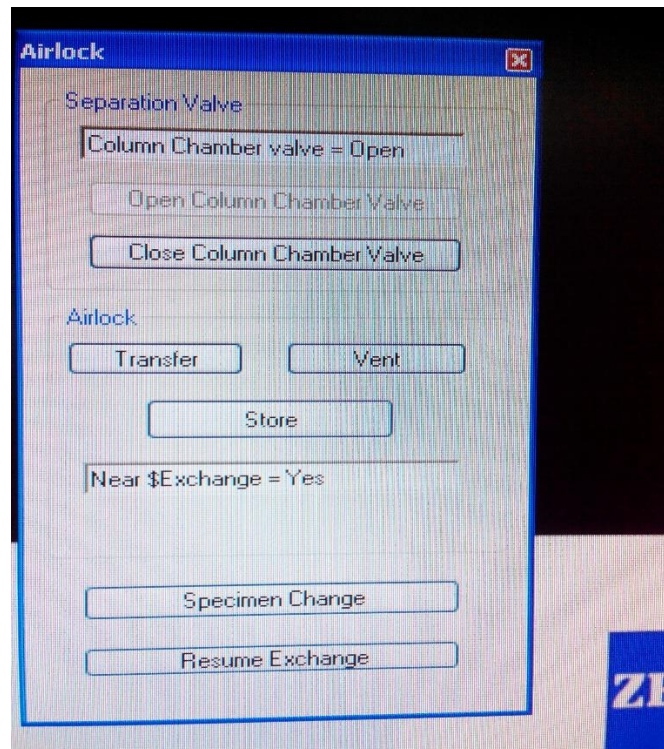 Airlock
Separation Valve
Column Chamber valve = Open
Open Column Chamber Valve
Close Column Chamber Valve
Airlock
Transfer Vent
Store
Near $Exchange = Yes
Specimen Change
Resume Exchange